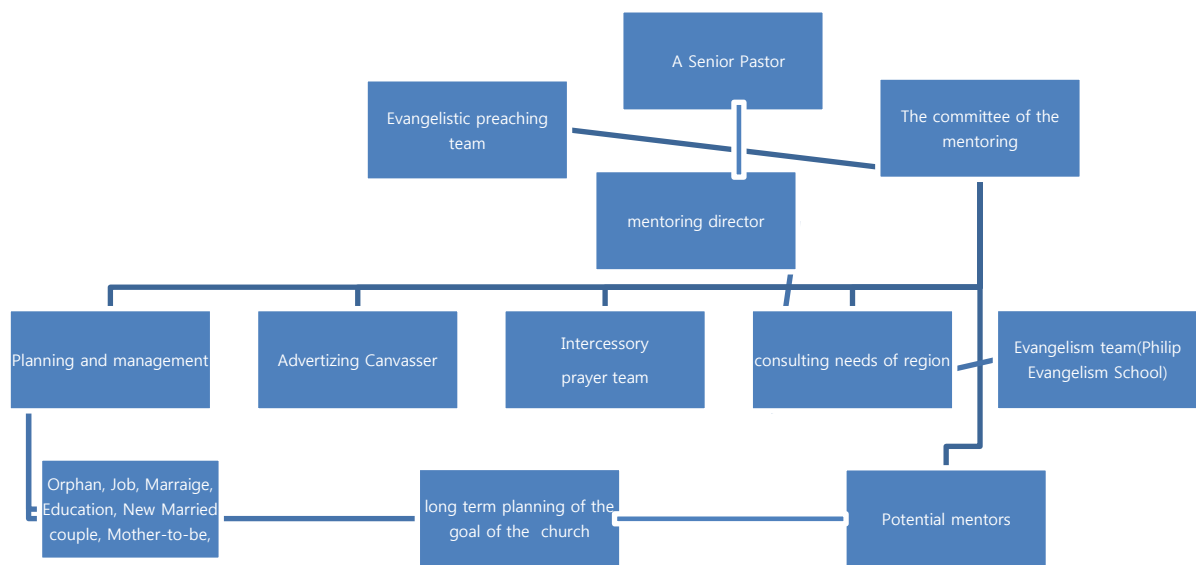 A Senior Pastor
Evangelistic preaching
team
The committee of the
mentoring
mentoring director
Planning and management
Advertizing Canvasser
Intercessory
prayer team
consulting needs of region
Evangelism team(Philip
Evangelism School)
Orphan, Job, Marraige,
Education, New Married
couple, Mother-to-be,
long term planning of the
goal of the church
Potential mentors